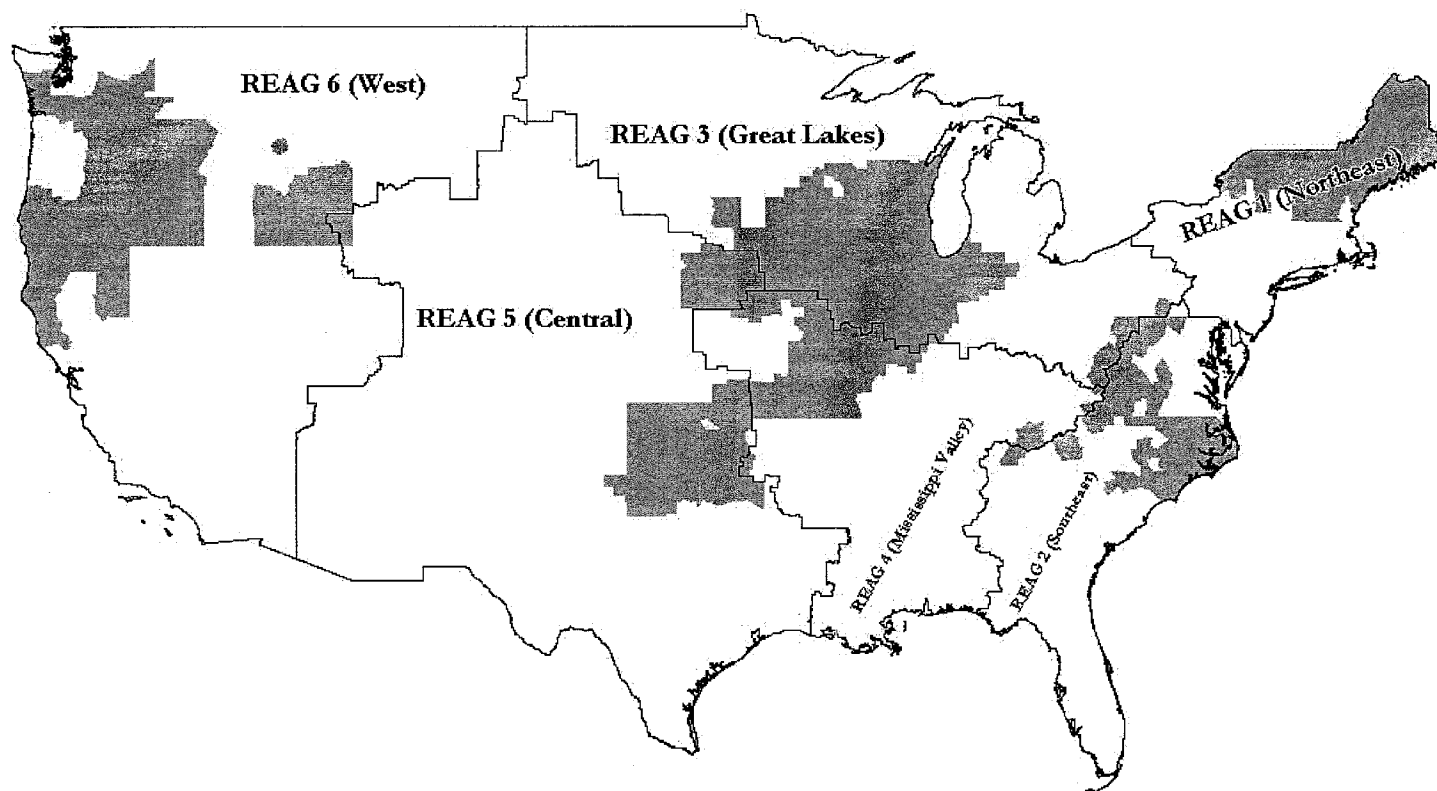 REAG 6 (West)
REAG 3 (Great Lakes)
REAG 1 (Northeast)
REAG 5 (Central)
REAG 4 (Mississippi Valley)
REAG 2 (Southeast)